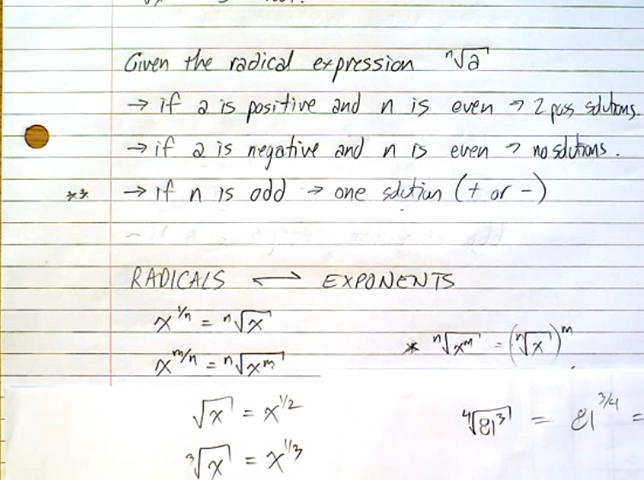 Given the radical expression ⁿ√a
→ if a is positive and n is even → 2 poss solutions.
→ if a is negative and n is even → no solutions.
** → if n is odd → one solution (+ or -)
RADICALS ↔ EXPONENTS
x^(1/n) = ⁿ√x
x^(m/n) = ⁿ√x^m
* ⁿ√x^m = (ⁿ√x)^m
√x = x^(1/2)
³√x = x^(1/3)
⁴√81³ = 81^(3/4) =